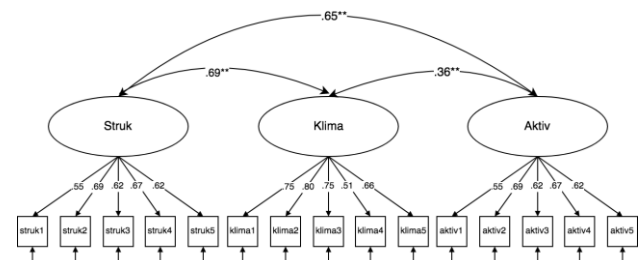 .65**
.69**
.36**
Struk
Klima
Aktiv
.55 .69 .62 .67 .62
.75 .80 .75 .51 .66
.55 .69 .62 .67 .62
struk1 struk2 struk3 struk4 struk5
klima1 klima2 klima3 klima4 klima5
aktiv1 aktiv2 aktiv3 aktiv4 aktiv5